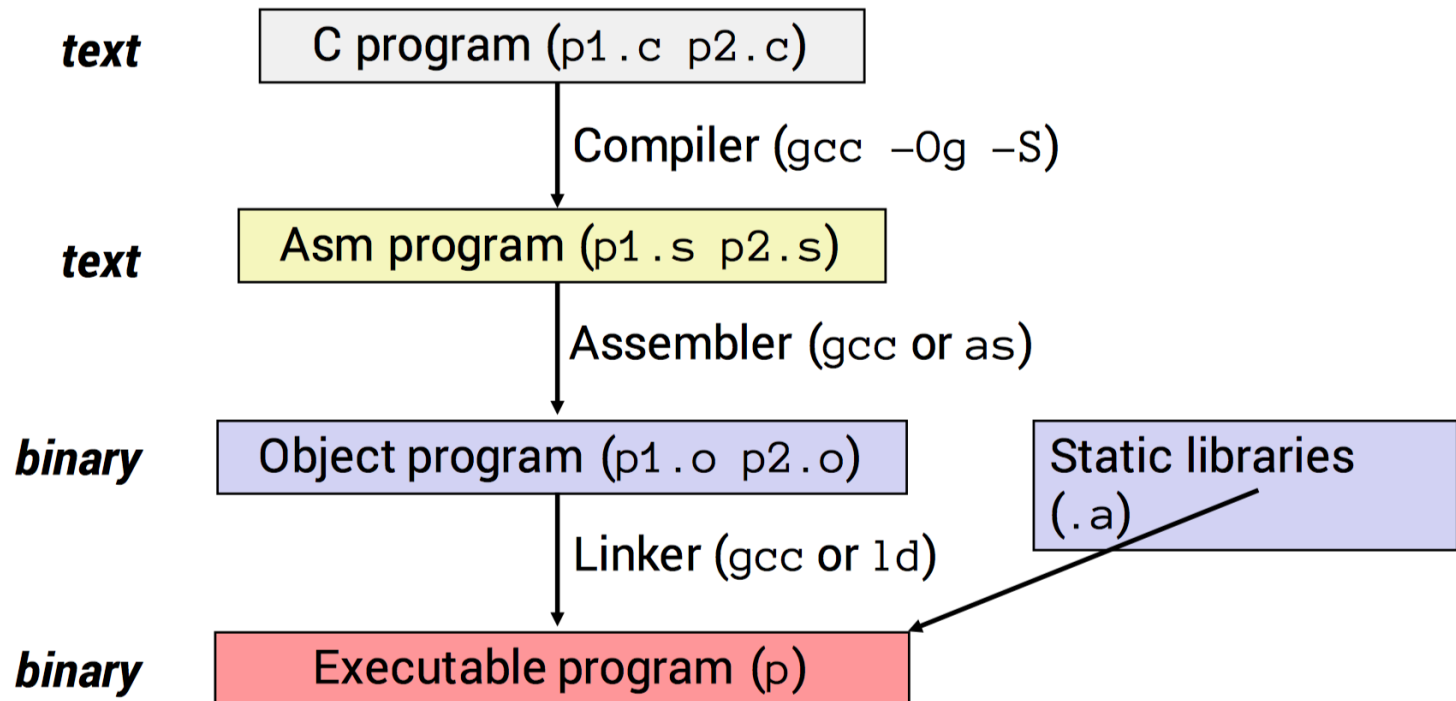 text
C program (p1.c p2.c)
Compiler (gcc –Og –S)
text
Asm program (p1.s p2.s)
Assembler (gcc or as)
binary
Object program (p1.o p2.o)
Static libraries
(.a)
Linker (gcc or ld)
binary
Executable program (p)